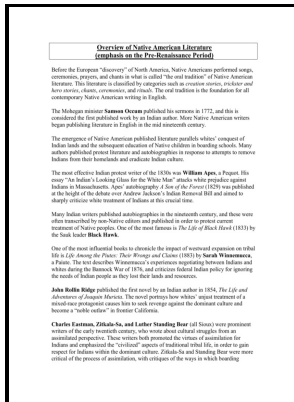 Overview of Native American Literature
(emphasis on the Pre-Renaissance Period)
Before the European "discovery" of North America, Native Americans performed songs,
ceremonies, prayers, and chants in what is called "the oral tradition" of Native American
literature. This literature is classified by categories such as creation stories, trickster and
hero stories, chants, ceremonies, and rituals. The oral tradition is the foundation for all
contemporary Native American writing in English.
The Mohegan minister Samson Occum published his sermons in 1772, and this is
considered the first published work by an Indian author. More Native American writers
began publishing literature in English in the mid nineteenth century.
The emergence of Native American published literature parallels whites' conquest of
Indian lands and the subsequent education of Native children in boarding schools. Many
authors published protest literature and autobiographies in response to attempts to remove
Indians from their homelands and eradicate Indian culture.
The most effective Indian protest writer of the 1830s was William Apes, a Pequot. His
essay "An Indian's Looking Glass for the White Man" attacks white prejudice against
Indians in Massachusetts. Apes' autobiography A Son of the Forest (1829) was published
at the height of the debate over Andrew Jackson's Indian Removal Bill and aimed to
sharply criticize white treatment of Indians at this crucial time.
Many Indian writers published autobiographies in the nineteenth century, and these were
often transcribed by non-Native editors and published in order to protest current
treatment of Native peoples. One of the most famous is The Life of Black Hawk (1833) by
the Sauk leader Black Hawk.
One of the most influential books to chronicle the impact of westward expansion on tribal
life is Life Among the Piutes: Their Wrongs and Claims (1883) by Sarah Winnemucca,
a Paiute. The text describes Winnemucca's experiences negotiating between Indians and
whites during the Bannock War of 1878, and criticizes federal Indian policy for ignoring
the needs of Indian people as they lost their lands and resources.
John Rollin Ridge published the first novel by an Indian author in 1854, The Life and
Adventures of Joaquin Murieta. The novel portrays how whites' unjust treatment of a
mixed-race protagonist causes him to seek revenge against the dominant culture and
become a "noble outlaw" in frontier California.
Charles Eastman, Zitkala-Sa, and Luther Standing Bear (all Sioux) were prominent
writers of the early twentieth century, who wrote about cultural struggles from an
assimilated perspective. These writers both promoted the virtues of assimilation for
Indians and emphasized the "civilized" aspects of traditional tribal life, in order to gain
respect for Indians within the dominant culture. Zitkala-Sa and Standing Bear were more
critical of the process of assimilation, with critiques of the ways in which boarding